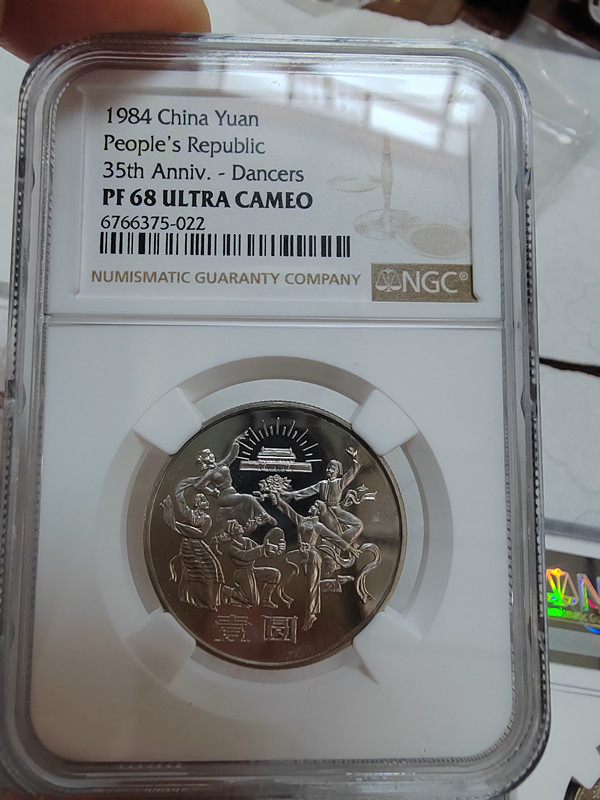 1984 China Yuan
People's Republic
35th Anniv. - Dancers
PF 68 ULTRA CAMEO
6766375-022
NUMISMATIC GUARANTY COMPANY
NGC®
壹圆